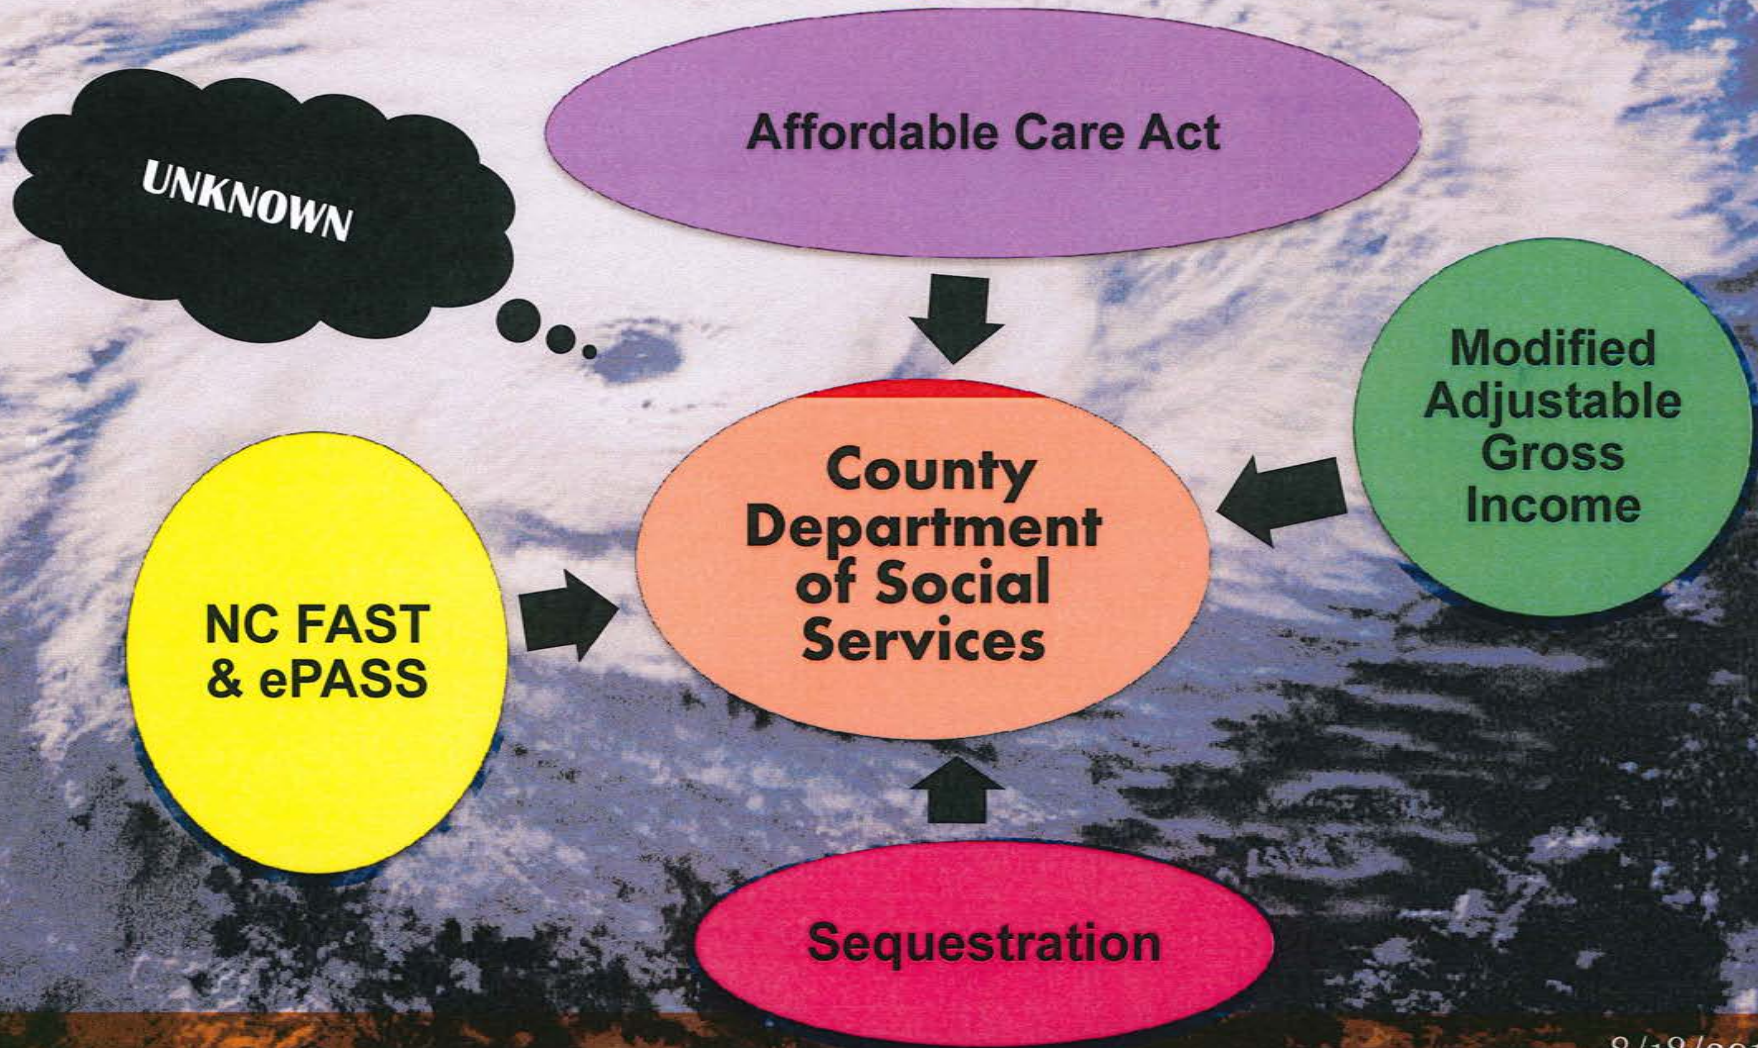 Affordable Care Act
UNKNOWN
Modified
Adjustable
Gross
Income
County
Department
of Social
Services
NC FAST
& ePASS
Sequestration